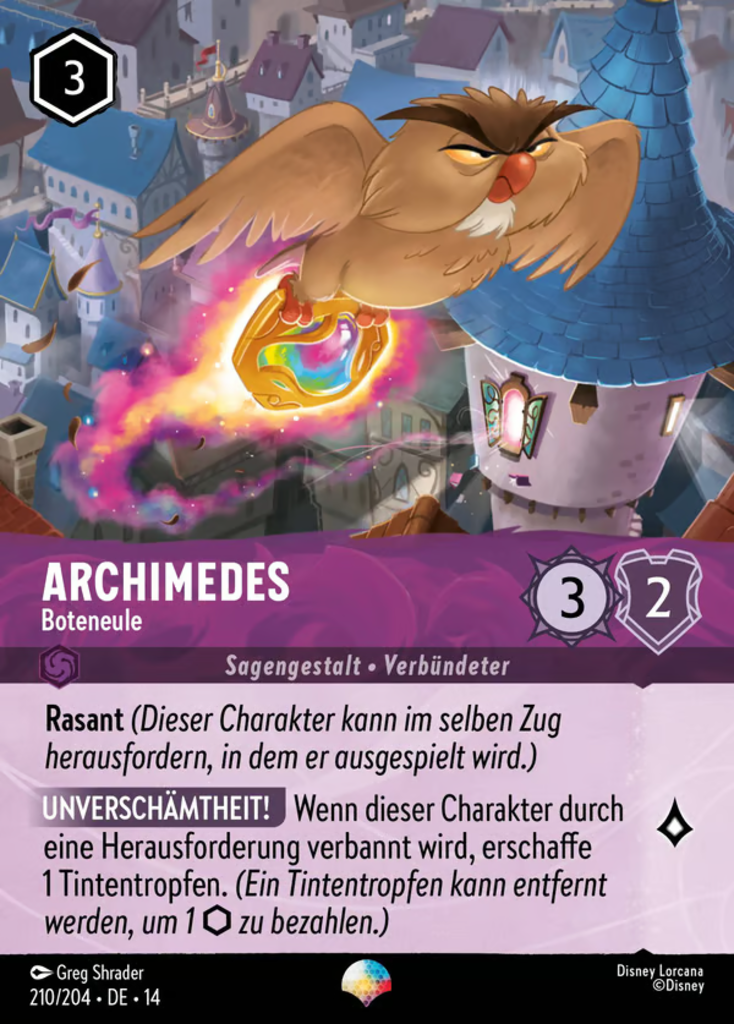 3
ARCHIMEDES
Boteneule
3
2
Sagengestalt • Verbündeter
Rasant (Dieser Charakter kann im selben Zug
herausfordern, in dem er ausgespielt wird.)
UNVERSCHÄMTHEIT! Wenn dieser Charakter durch
eine Herausforderung verbannt wird, erschaffe
1 Tintentropfen. (Ein Tintentropfen kann entfernt
werden, um 1 ⬡ zu bezahlen.)
Greg Shrader
210/204 • DE • 14
Disney Lorcana
©Disney